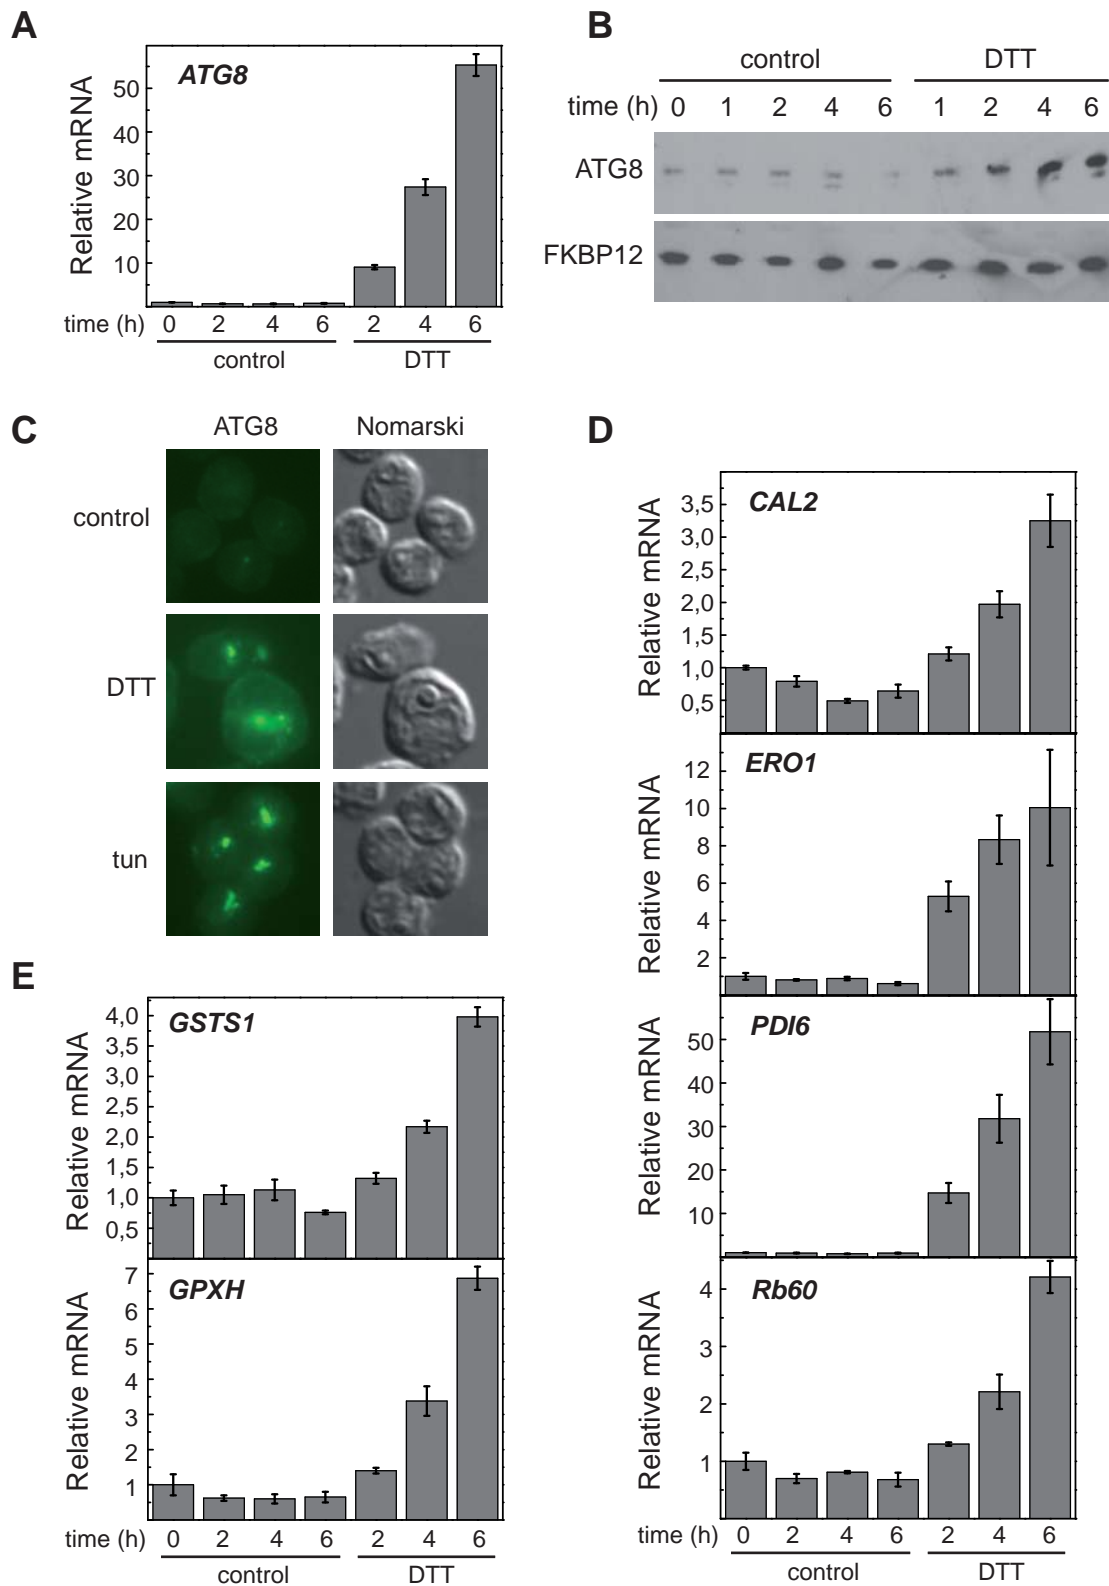 A
ATG8
Relative mRNA
50
40
30
20
10
time (h) 0 2 4 6 2 4 6
control DTT
B
control DTT
time (h) 0 1 2 4 6 1 2 4 6
ATG8
FKBP12
C
ATG8 Nomarski
control
DTT
tun
D
CAL2
Relative mRNA
3,5
3,0
2,5
2,0
1,5
1,0
0,5
ERO1
Relative mRNA
12
10
8
6
4
2
PDI6
Relative mRNA
50
40
30
20
10
Rb60
Relative mRNA
4
3
2
1
time (h) 0 2 4 6 2 4 6
control DTT
E
GSTS1
Relative mRNA
4,0
3,5
3,0
2,5
2,0
1,5
1,0
0,5
GPXH
Relative mRNA
7
6
5
4
3
2
1
time (h) 0 2 4 6 2 4 6
control DTT